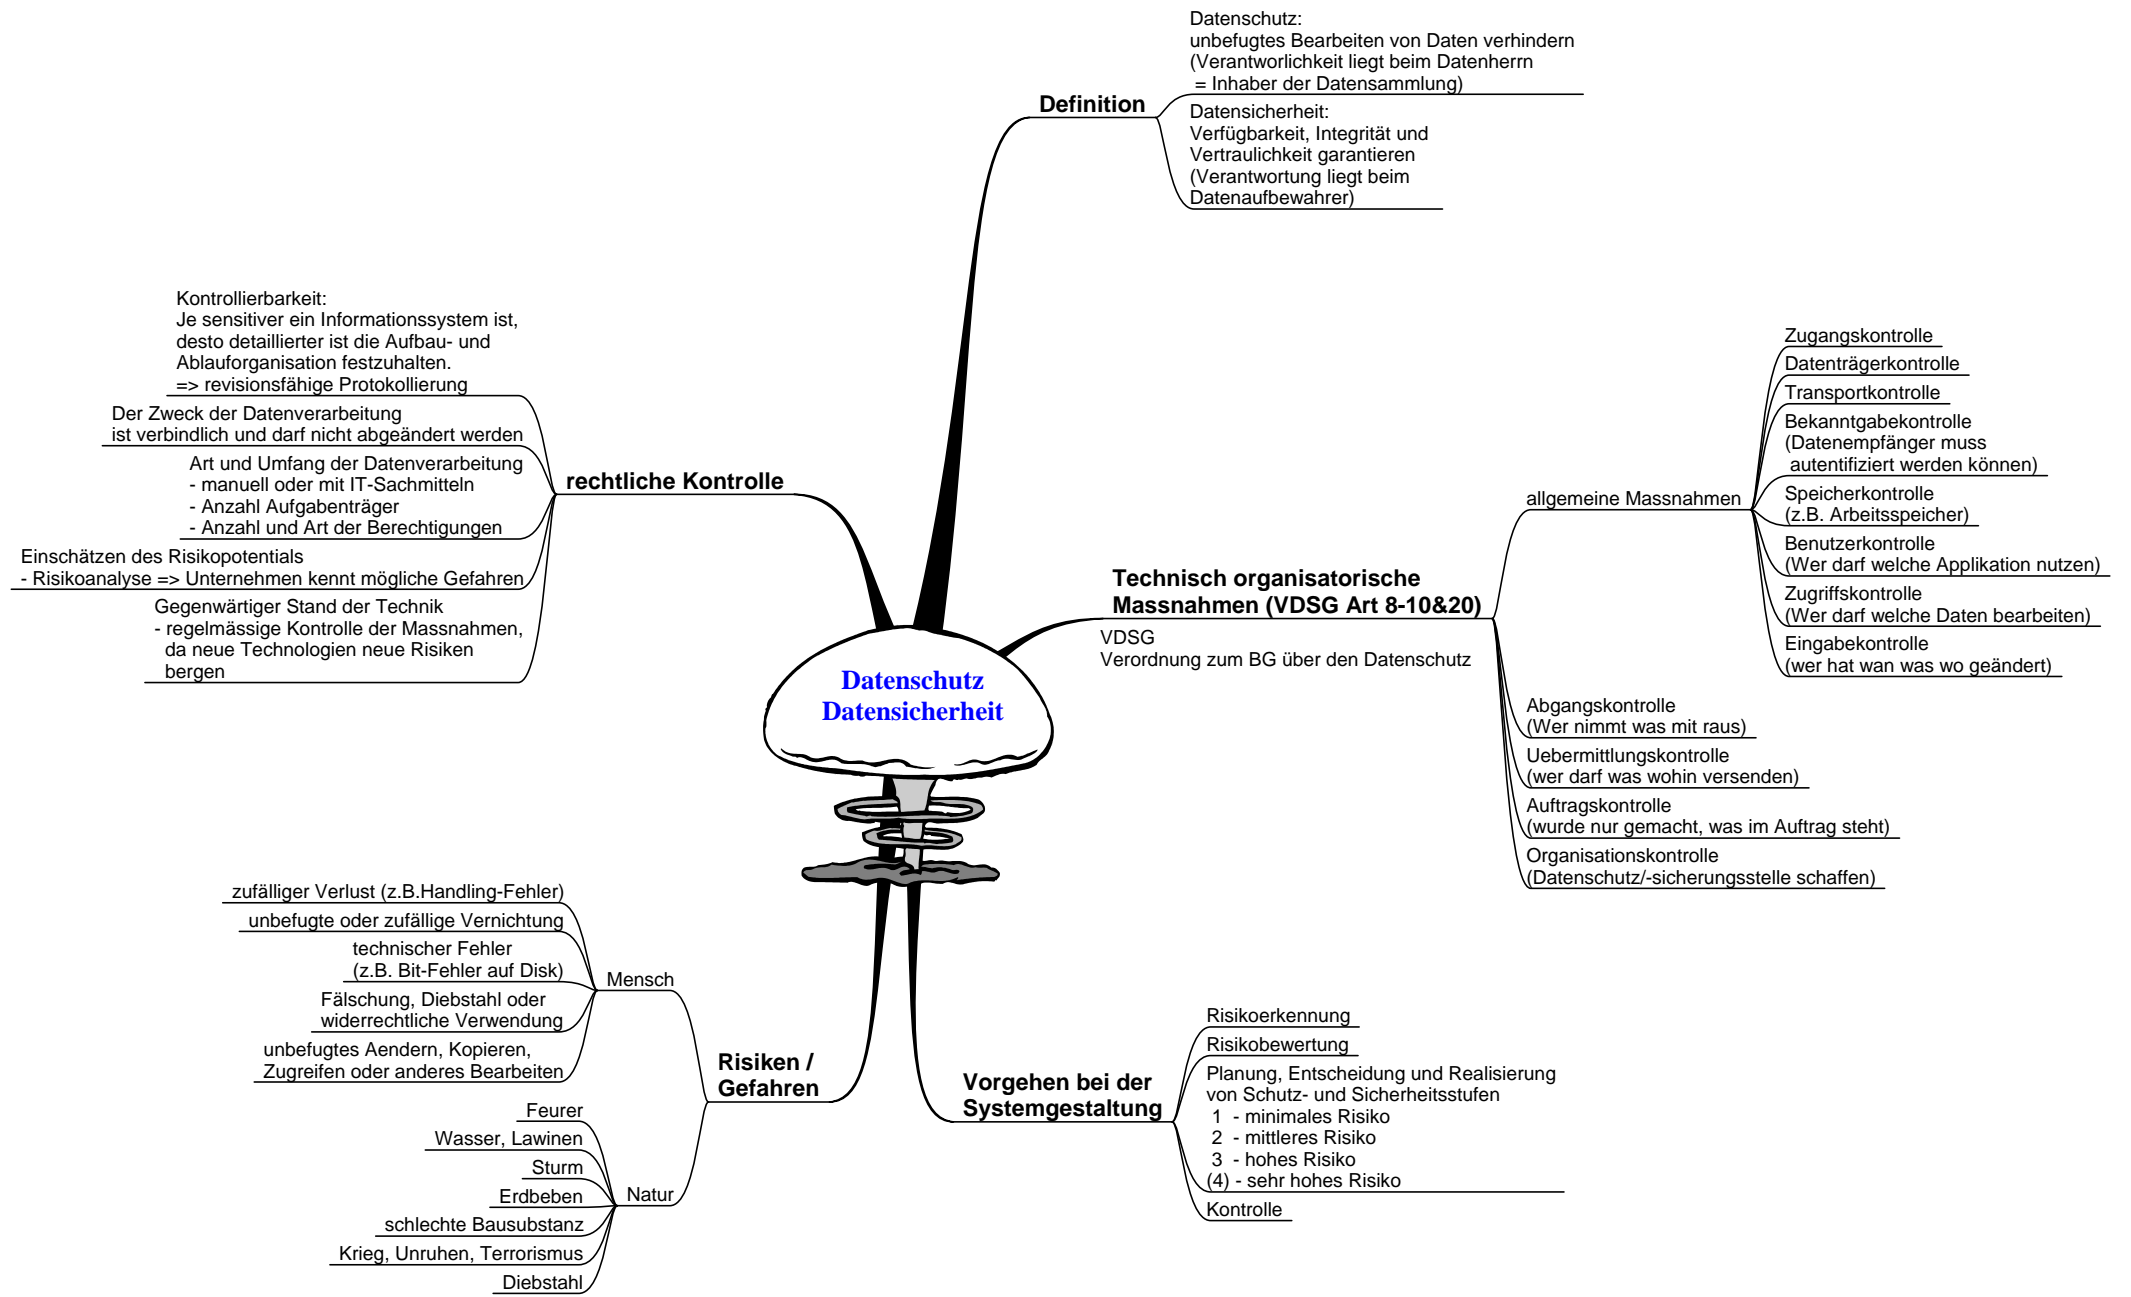 Datenschutz
Datensicherheit
Definition
Datenschutz:
unbefugtes Bearbeiten von Daten verhindern
(Verantworlichkeit liegt beim Datenherrn
= Inhaber der Datensammlung)
Datensicherheit:
Verfügbarkeit, Integrität und
Vertraulichkeit garantieren
(Verantwortung liegt beim
Datenaufbewahrer)
Technisch organisatorische
Massnahmen (VDSG Art 8-10&20)
VDSG
Verordnung zum BG über den Datenschutz
allgemeine Massnahmen
Zugangskontrolle
Datenträgerkontrolle
Transportkontrolle
Bekanntgabekontrolle
(Datenempfänger muss
autentifiziert werden können)
Speicherkontrolle
(z.B. Arbeitsspeicher)
Benutzerkontrolle
(Wer darf welche Applikation nutzen)
Zugriffskontrolle
(Wer darf welche Daten bearbeiten)
Eingabekontrolle
(wer hat wan was wo geändert)
Abgangskontrolle
(Wer nimmt was mit raus)
Uebermittlungskontrolle
(wer darf was wohin versenden)
Auftragskontrolle
(wurde nur gemacht, was im Auftrag steht)
Organisationskontrolle
(Datenschutz/-sicherungsstelle schaffen)
Vorgehen bei der
Systemgestaltung
Risikoerkennung
Risikobewertung
Planung, Entscheidung und Realisierung
von Schutz- und Sicherheitsstufen
1 - minimales Risiko
2 - mittleres Risiko
3 - hohes Risiko
(4) - sehr hohes Risiko
Kontrolle
Risiken /
Gefahren
Mensch
zufälliger Verlust (z.B.Handling-Fehler)
unbefugte oder zufällige Vernichtung
technischer Fehler
(z.B. Bit-Fehler auf Disk)
Fälschung, Diebstahl oder
widerrechtliche Verwendung
unbefugtes Aendern, Kopieren,
Zugreifen oder anderes Bearbeiten
Natur
Feurer
Wasser, Lawinen
Sturm
Erdbeben
schlechte Bausubstanz
Krieg, Unruhen, Terrorismus
Diebstahl
rechtliche Kontrolle
Kontrollierbarkeit:
Je sensitiver ein Informationssystem ist,
desto detaillierter ist die Aufbau- und
Ablauforganisation festzuhalten.
=> revisionsfähige Protokollierung
Der Zweck der Datenverarbeitung
ist verbindlich und darf nicht abgeändert werden
Art und Umfang der Datenverarbeitung
- manuell oder mit IT-Sachmitteln
- Anzahl Aufgabenträger
- Anzahl und Art der Berechtigungen
Einschätzen des Risikopotentials
- Risikoanalyse => Unternehmen kennt mögliche Gefahren
Gegenwärtiger Stand der Technik
- regelmässige Kontrolle der Massnahmen,
da neue Technologien neue Risiken
bergen